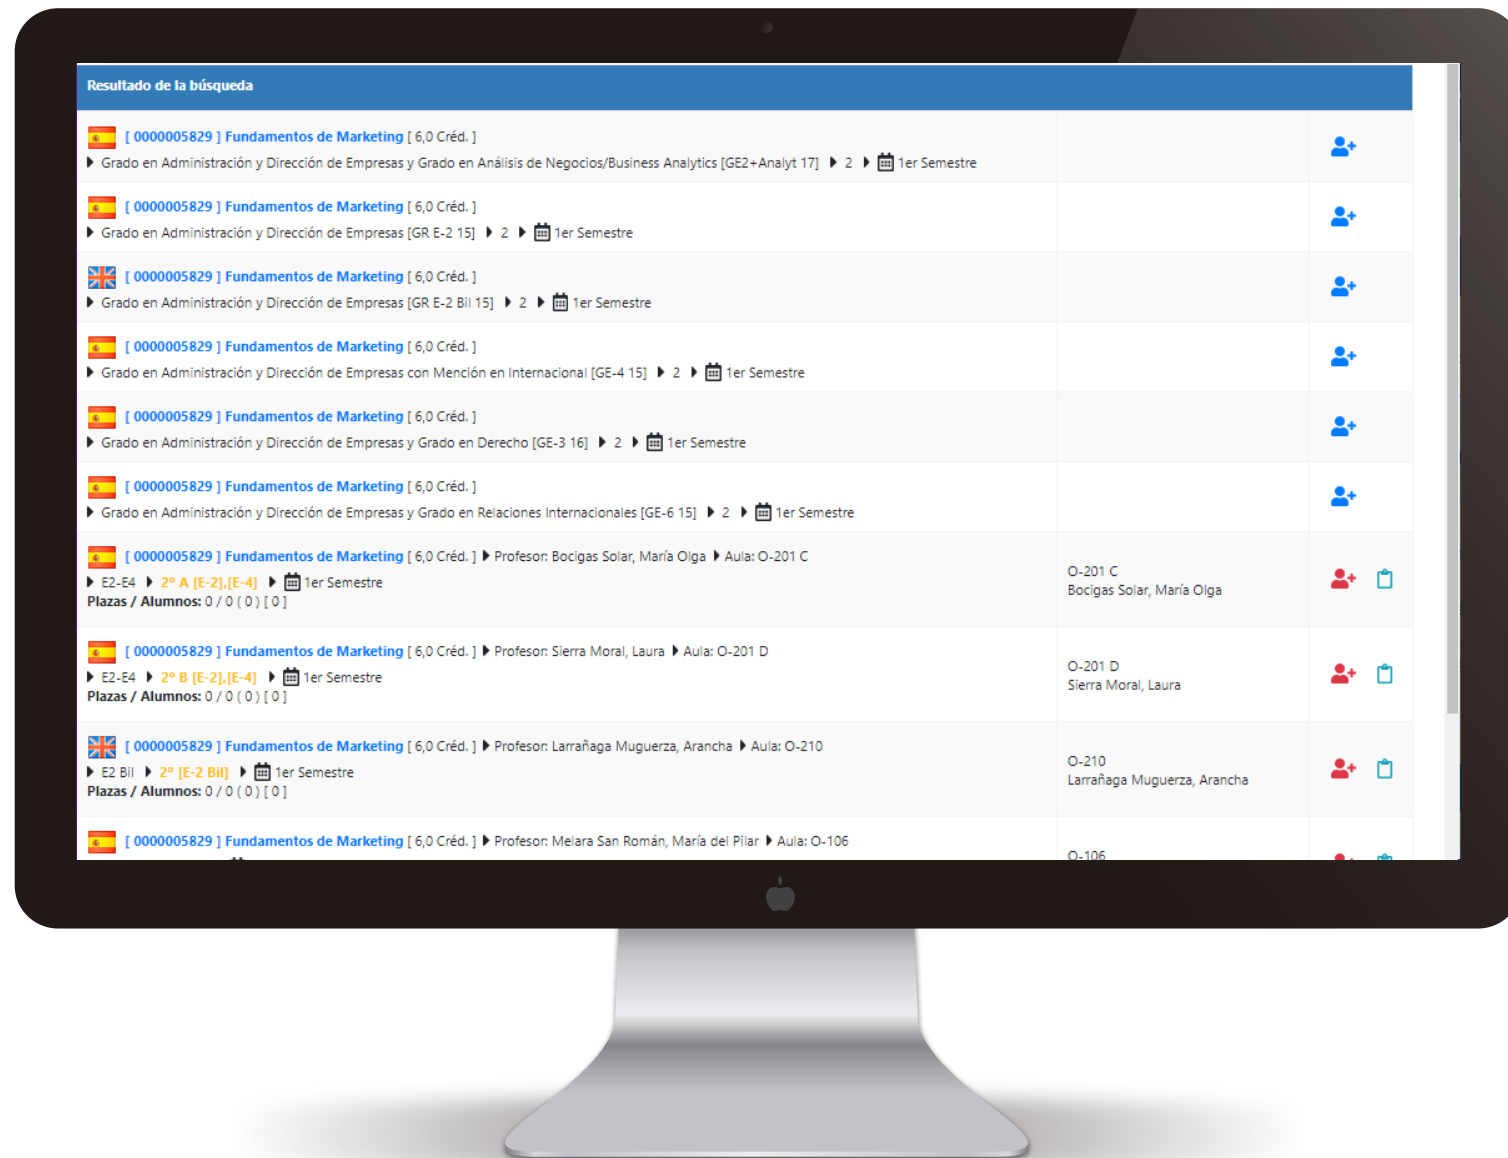 Resultado de la búsqueda
[ 0000005829 ] Fundamentos de Marketing [ 6,0 Créd. ]
Grado en Administración y Dirección de Empresas y Grado en Análisis de Negocios/Business Analytics [GE2+Analyt 17] 2 1er Semestre
[ 0000005829 ] Fundamentos de Marketing [ 6,0 Créd. ]
Grado en Administración y Dirección de Empresas [GR E-2 15] 2 1er Semestre
[ 0000005829 ] Fundamentos de Marketing [ 6,0 Créd. ]
Grado en Administración y Dirección de Empresas [GR E-2 Bil 15] 2 1er Semestre
[ 0000005829 ] Fundamentos de Marketing [ 6,0 Créd. ]
Grado en Administración y Dirección de Empresas con Mención en Internacional [GE-4 15] 2 1er Semestre
[ 0000005829 ] Fundamentos de Marketing [ 6,0 Créd. ]
Grado en Administración y Dirección de Empresas y Grado en Derecho [GE-3 16] 2 1er Semestre
[ 0000005829 ] Fundamentos de Marketing [ 6,0 Créd. ]
Grado en Administración y Dirección de Empresas y Grado en Relaciones Internacionales [GE-6 15] 2 1er Semestre
[ 0000005829 ] Fundamentos de Marketing [ 6,0 Créd. ] Profesor: Bocigas Solar, María Olga Aula: O-201 C
E2-E4 2º A [E-2],[E-4] 1er Semestre
Plazas / Alumnos: 0 / 0 ( 0 ) [ 0 ]
O-201 C
Bocigas Solar, María Olga
[ 0000005829 ] Fundamentos de Marketing [ 6,0 Créd. ] Profesor: Sierra Moral, Laura Aula: O-201 D
E2-E4 2º B [E-2],[E-4] 1er Semestre
Plazas / Alumnos: 0 / 0 ( 0 ) [ 0 ]
O-201 D
Sierra Moral, Laura
[ 0000005829 ] Fundamentos de Marketing [ 6,0 Créd. ] Profesor: Larrañaga Muguerza, Arancha Aula: O-210
E2 Bil 2º [E-2 Bil] 1er Semestre
Plazas / Alumnos: 0 / 0 ( 0 ) [ 0 ]
O-210
Larrañaga Muguerza, Arancha
[ 0000005829 ] Fundamentos de Marketing [ 6,0 Créd. ] Profesor: Melara San Román, María del Pilar Aula: O-106
O-106